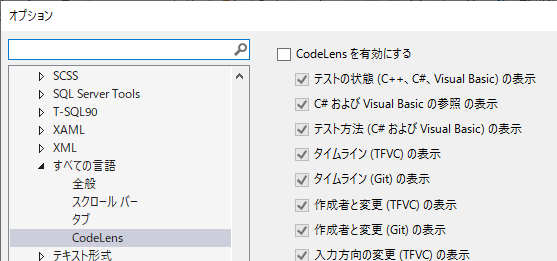 オプション
SCSS
SQL Server Tools
T-SQL90
XAML
XML
すべての言語
全般
スクロール バー
タブ
CodeLens
テキスト形式
CodeLens を有効にする
テストの状態 (C++、C#、Visual Basic) の表示
C# および Visual Basic の参照 の表示
テスト方法 (C# および Visual Basic) の表示
タイムライン (TFVC) の表示
タイムライン (Git) の表示
作成者と変更 (TFVC) の表示
作成者と変更 (Git) の表示
入力方向の変更 (TFVC) の表示